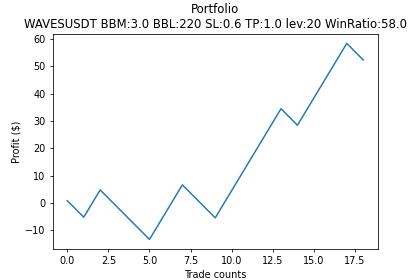 Portfolio
WAVESUSDT BBM:3.0 BBL:220 SL:0.6 TP:1.0 lev:20 WinRatio:58.0
60
50
40
30
20
10
0
−10
Profit ($)
0.0 2.5 5.0 7.5 10.0 12.5 15.0 17.5
Trade counts